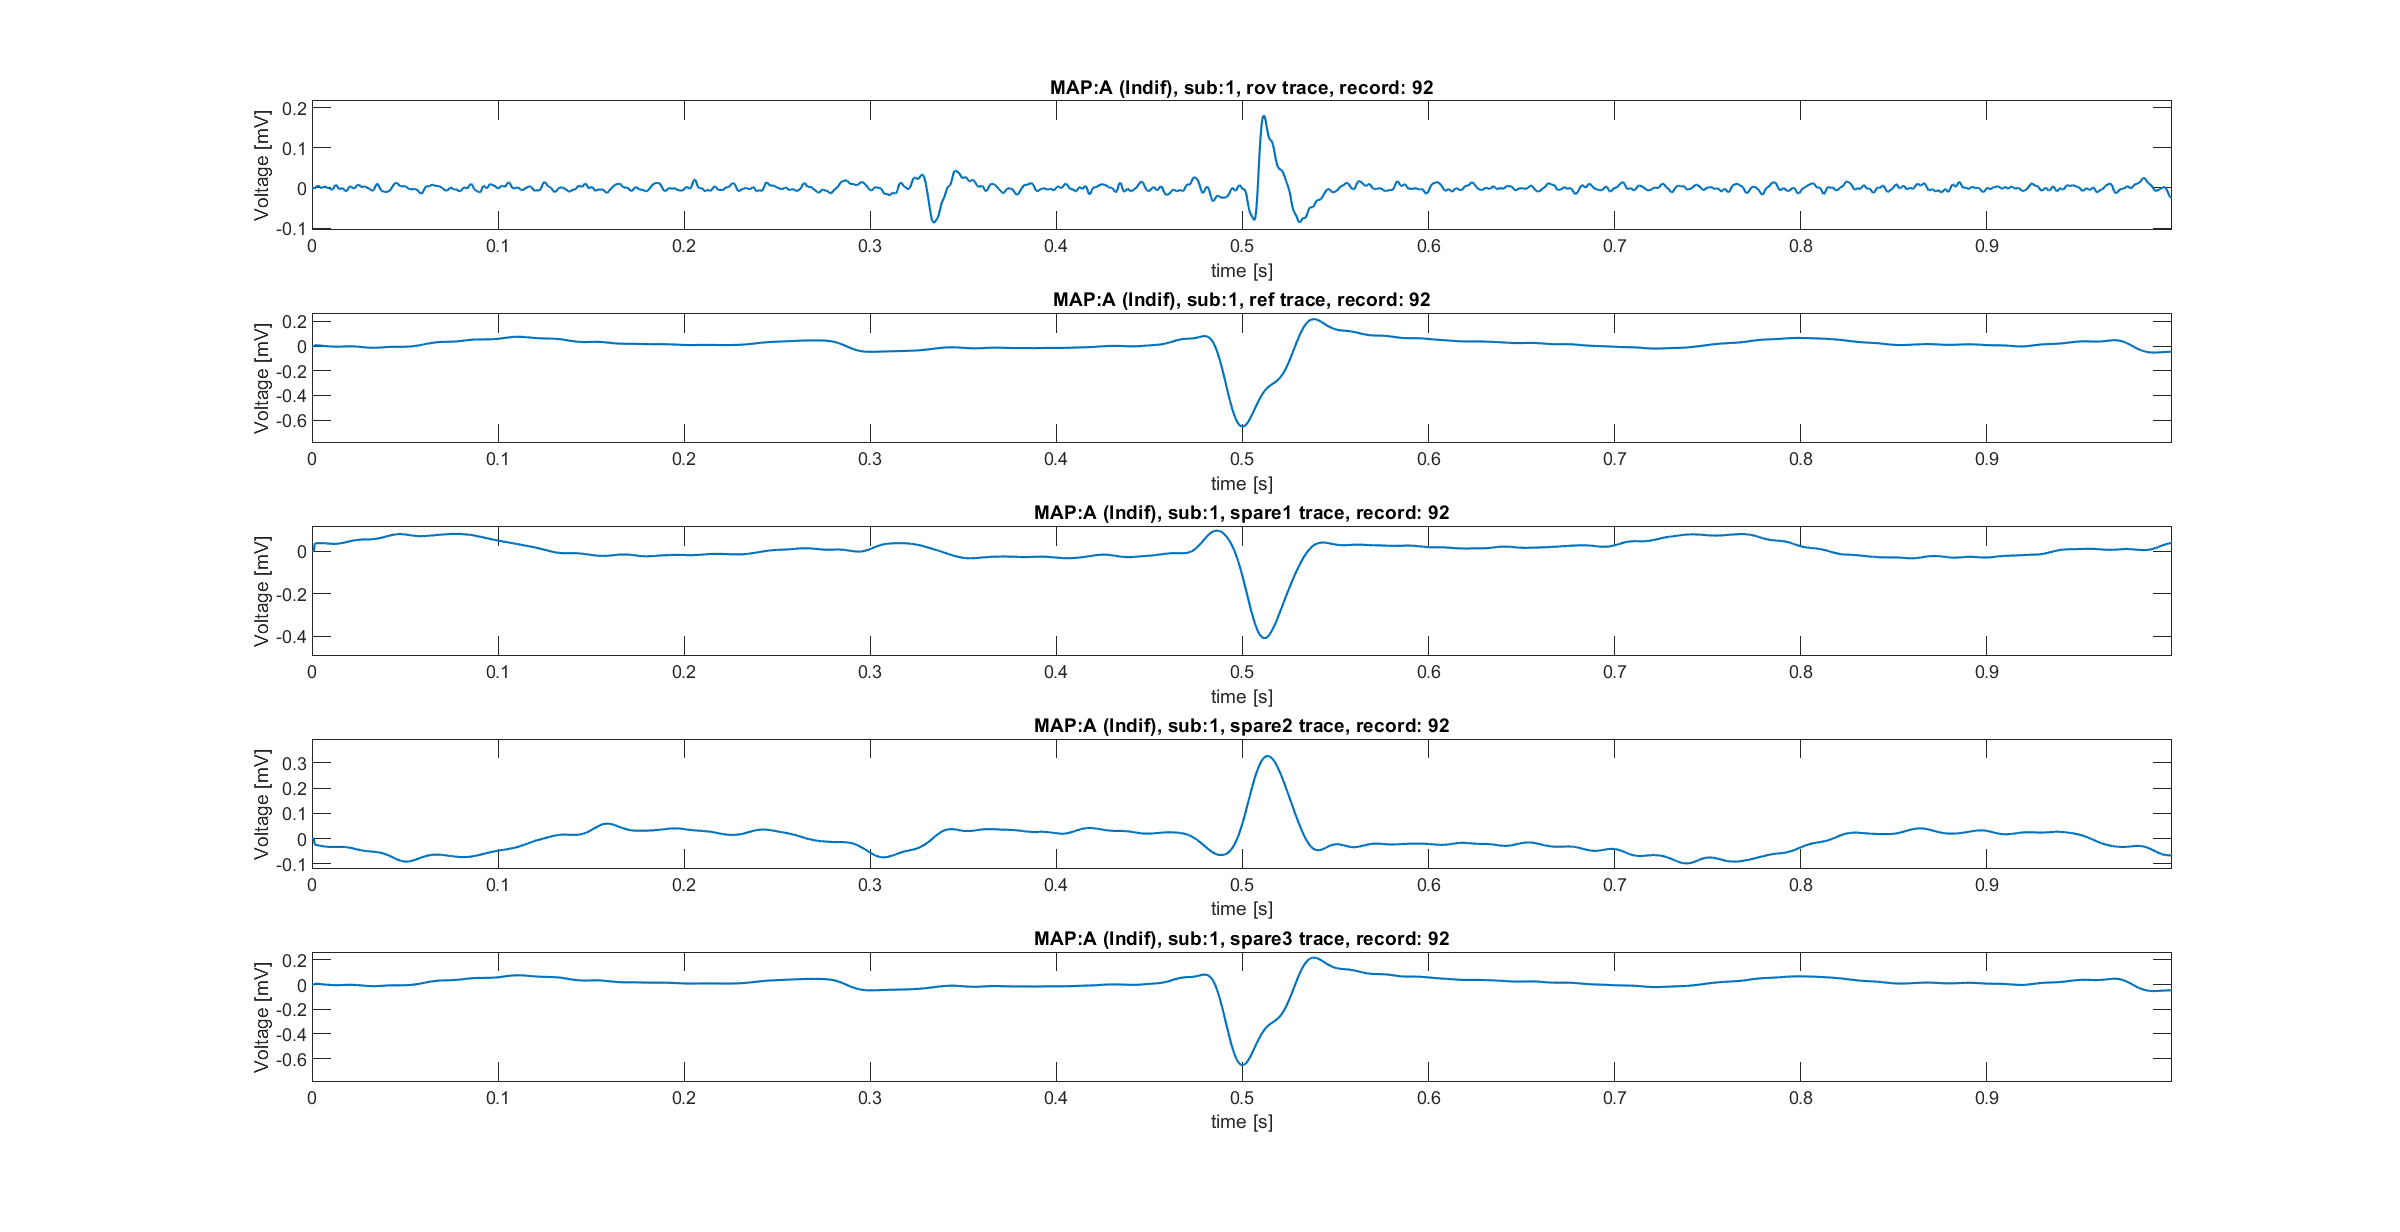 MAP:A (Indif), sub:1, rov trace, record: 92
Voltage [mV]
0.2
0.1
0
-0.1
0 0.1 0.2 0.3 0.4 0.5 0.6 0.7 0.8 0.9
time [s]
MAP:A (Indif), sub:1, ref trace, record: 92
Voltage [mV]
0.2
0
-0.2
-0.4
-0.6
0 0.1 0.2 0.3 0.4 0.5 0.6 0.7 0.8 0.9
time [s]
MAP:A (Indif), sub:1, spare1 trace, record: 92
Voltage [mV]
0
-0.2
-0.4
0 0.1 0.2 0.3 0.4 0.5 0.6 0.7 0.8 0.9
time [s]
MAP:A (Indif), sub:1, spare2 trace, record: 92
Voltage [mV]
0.3
0.2
0.1
0
-0.1
0 0.1 0.2 0.3 0.4 0.5 0.6 0.7 0.8 0.9
time [s]
MAP:A (Indif), sub:1, spare3 trace, record: 92
Voltage [mV]
0.2
0
-0.2
-0.4
-0.6
0 0.1 0.2 0.3 0.4 0.5 0.6 0.7 0.8 0.9
time [s]